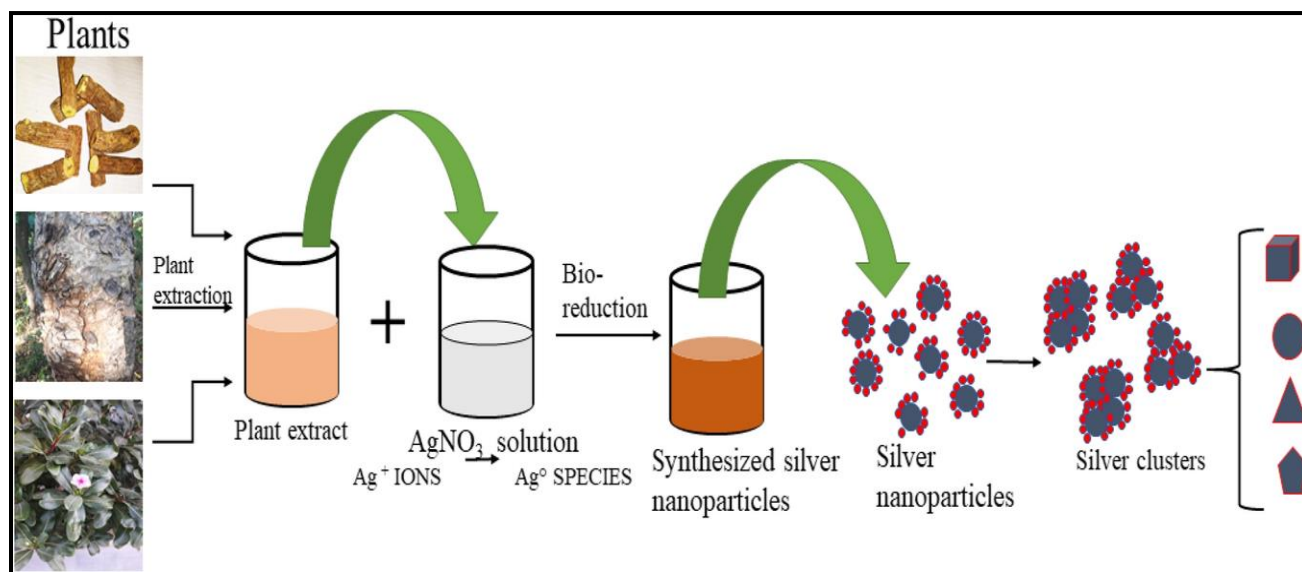 Plants
Plant
extraction
Plant extract
+
AgNO₃ solution
Ag⁺ IONS
Ag° SPECIES
Bio-
reduction
Synthesized silver
nanoparticles
Silver
nanoparticles
Silver clusters